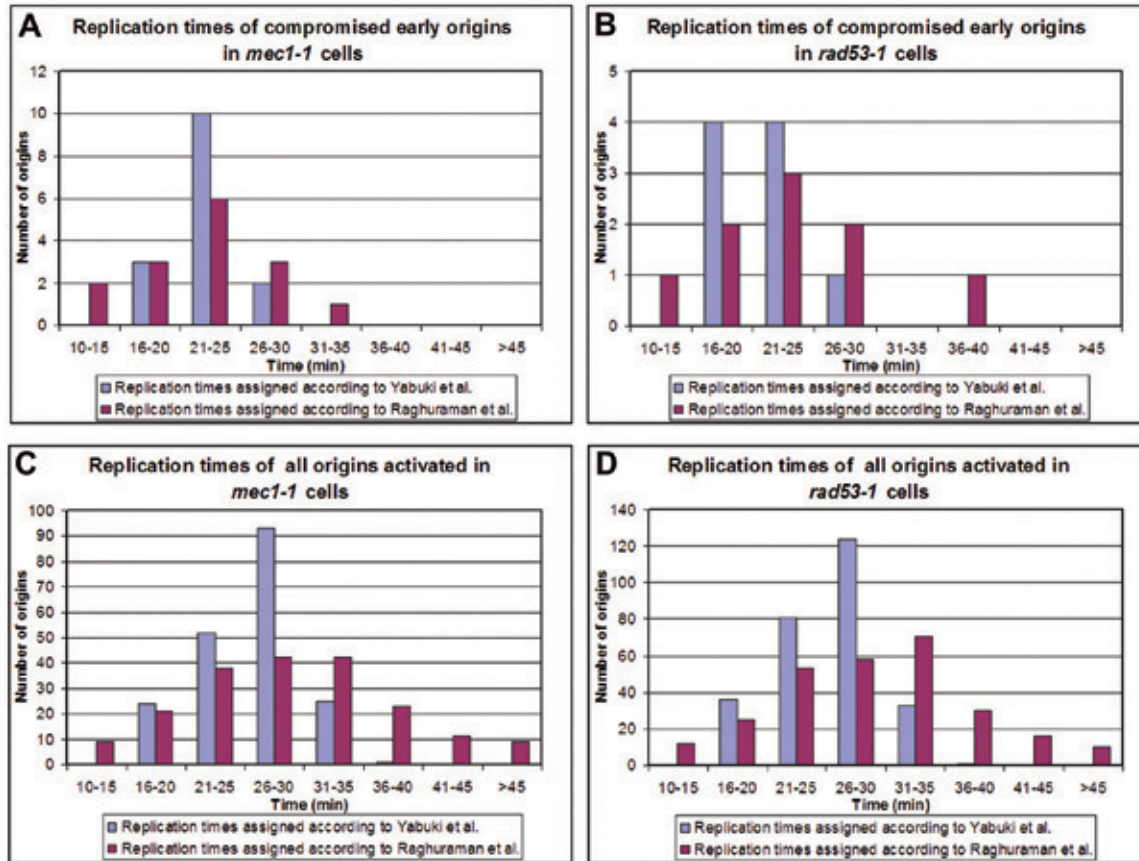 A
Replication times of compromised early origins
in mec1-1 cells
Number of origins
12
10
8
6
4
2
0
10-15 16-20 21-25 26-30 31-35 36-40 41-45 >45
Time (min)
Replication times assigned according to Yabuki et al.
Replication times assigned according to Raghuraman et al.
B
Replication times of compromised early origins
in rad53-1 cells
Number of origins
5
4
3
2
1
0
10-15 16-20 21-25 26-30 31-35 36-40 41-45 >45
Time (min)
Replication times assigned according to Yabuki et al.
Replication times assigned according to Raghuraman et al.
C
Replication times of all origins activated in
mec1-1 cells
Number of origins
100
90
80
70
60
50
40
30
20
10
0
10-15 16-20 21-25 26-30 31-35 36-40 41-45 >45
Time (min)
Replication times assigned according to Yabuki et al.
Replication times assigned according to Raghuraman et al.
D
Replication times of all origins activated in
rad53-1 cells
Number of origins
140
120
100
80
60
40
20
0
10-15 16-20 21-25 26-30 31-35 36-40 41-45 >45
Time (min)
Replication times assigned according to Yabuki et al.
Replication times assigned according to Raghuraman et al.